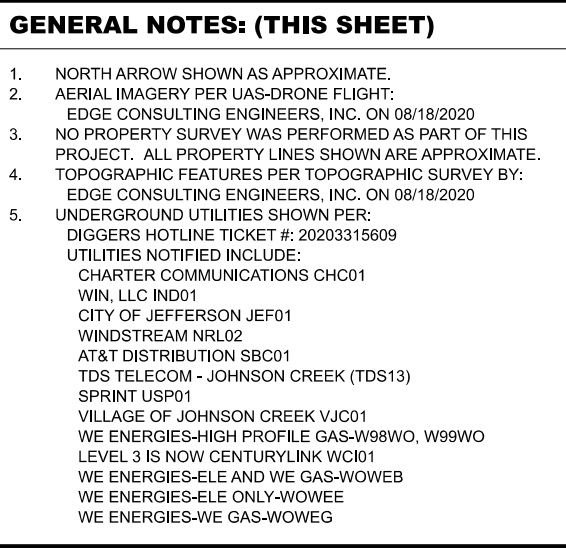 GENERAL NOTES: (THIS SHEET)
1. NORTH ARROW SHOWN AS APPROXIMATE.
2. AERIAL IMAGERY PER UAS-DRONE FLIGHT:
EDGE CONSULTING ENGINEERS, INC. ON 08/18/2020
3. NO PROPERTY SURVEY WAS PERFORMED AS PART OF THIS
PROJECT. ALL PROPERTY LINES SHOWN ARE APPROXIMATE.
4. TOPOGRAPHIC FEATURES PER TOPOGRAPHIC SURVEY BY:
EDGE CONSULTING ENGINEERS, INC. ON 08/18/2020
5. UNDERGROUND UTILITIES SHOWN PER:
DIGGERS HOTLINE TICKET #: 20203315609
UTILITIES NOTIFIED INCLUDE:
CHARTER COMMUNICATIONS CHC01
WIN, LLC IND01
CITY OF JEFFERSON JEF01
WINDSTREAM NRL02
AT&T DISTRIBUTION SBC01
TDS TELECOM - JOHNSON CREEK (TDS13)
SPRINT USP01
VILLAGE OF JOHNSON CREEK VJC01
WE ENERGIES-HIGH PROFILE GAS-W98WO, W99WO
LEVEL 3 IS NOW CENTURYLINK WCI01
WE ENERGIES-ELE AND WE GAS-WOWEB
WE ENERGIES-ELE ONLY-WOWEE
WE ENERGIES-WE GAS-WOWEG